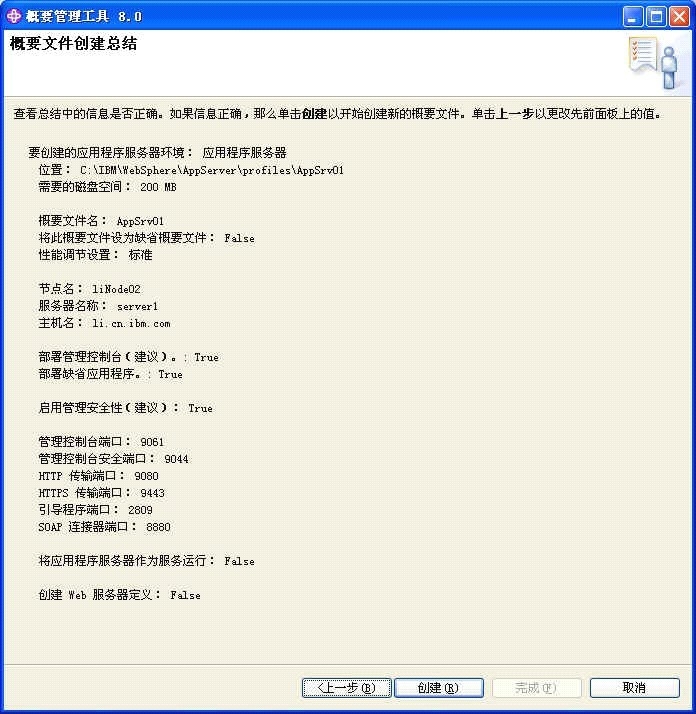 概要管理工具 8.0
概要文件创建总结
查看总结中的信息是否正确。如果信息正确，那么单击创建以开始创建新的概要文件。单击上一步以更改先前面板上的值。
要创建的应用程序服务器环境： 应用程序服务器
位置： C:\IBM\WebSphere\AppServer\profiles\AppSrv01
需要的磁盘空间： 200 MB
概要文件名： AppSrv01
将此概要文件设为缺省概要文件： False
性能调节设置： 标准
节点名： liNode02
服务器名称： server1
主机名： li.cn.ibm.com
部署管理控制台（建议）。: True
部署缺省应用程序。: True
启用管理安全性（建议）： True
管理控制台端口： 9061
管理控制台安全端口： 9044
HTTP 传输端口： 9080
HTTPS 传输端口： 9443
引导程序端口： 2809
SOAP 连接器端口： 8880
将应用程序服务器作为服务运行： False
创建 Web 服务器定义： False
<上一步(B) 创建(R) 完成(F) 取消